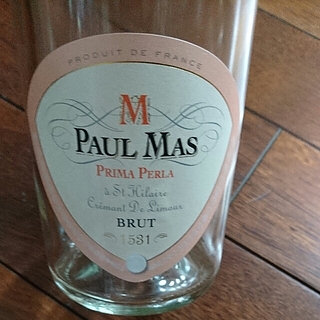 PRODUIT DE FRANCE
M
PAUL MAS
PRIMA PERLA
à St Hilaire
Crémant De Limoux
BRUT
1531